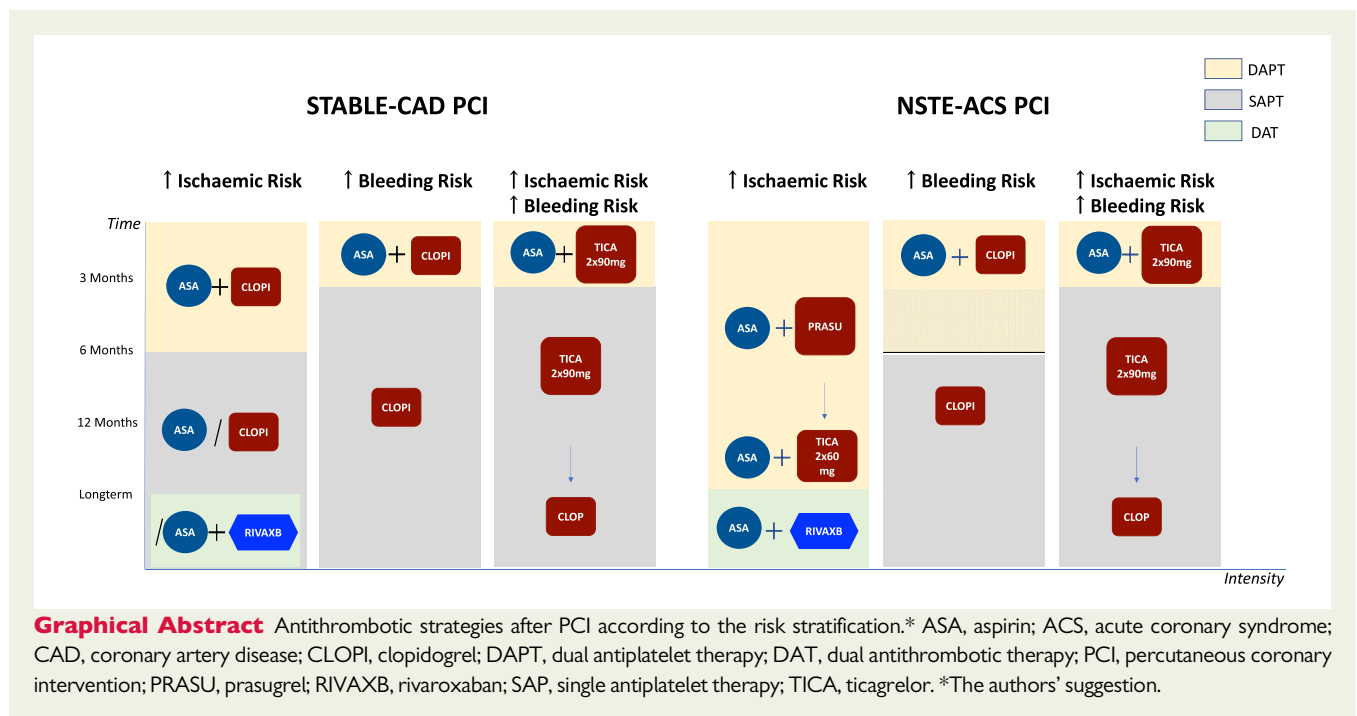 DAPT
SAPT
DAT
STABLE-CAD PCI
NSTE-ACS PCI
↑ Ischaemic Risk
↑ Bleeding Risk
↑ Ischaemic Risk
↑ Bleeding Risk
↑ Ischaemic Risk
↑ Bleeding Risk
↑ Ischaemic Risk
↑ Bleeding Risk
Time
3 Months
6 Months
12 Months
Longterm
ASA + CLOPI
ASA / CLOPI
/ ASA + RIVAXB
ASA + CLOPI
CLOPI
ASA + TICA
2x90mg
TICA
2x90mg
CLOP
ASA + PRASU
ASA + TICA
2x60
mg
ASA + RIVAXB
ASA + CLOPI
CLOPI
ASA + TICA
2x90mg
TICA
2x90mg
CLOP
Intensity
Graphical Abstract Antithrombotic strategies after PCI according to the risk stratification.* ASA, aspirin; ACS, acute coronary syndrome;
CAD, coronary artery disease; CLOPI, clopidogrel; DAPT, dual antiplatelet therapy; DAT, dual antithrombotic therapy; PCI, percutaneous coronary
intervention; PRASU, prasugrel; RIVAXB, rivaroxaban; SAP, single antiplatelet therapy; TICA, ticagrelor. *The authors' suggestion.